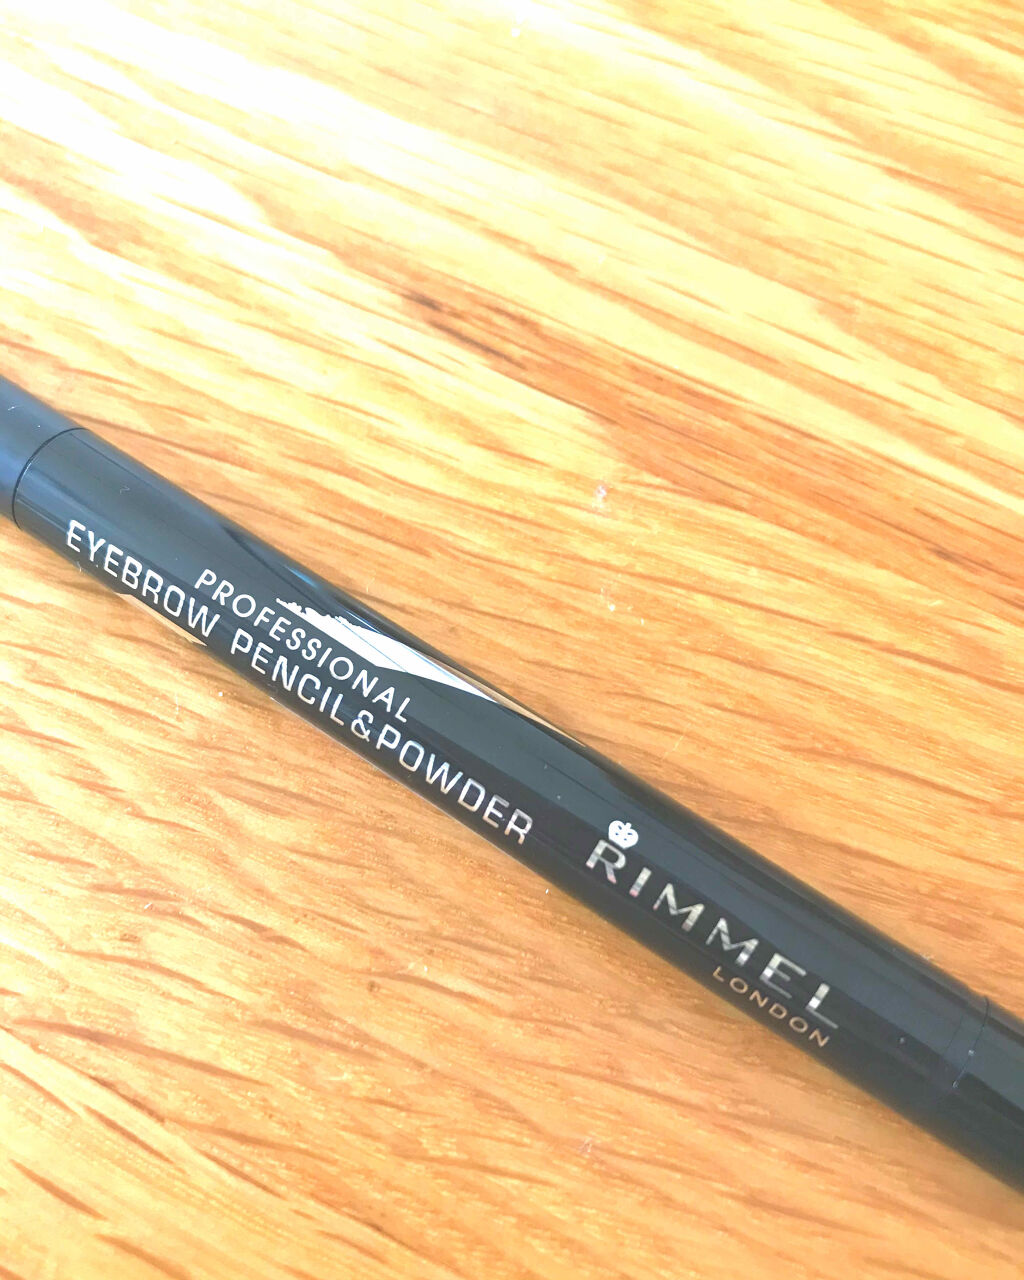 PROFESSIONAL
EYEBROW PENCIL&POWDER
RIMMEL
LONDON